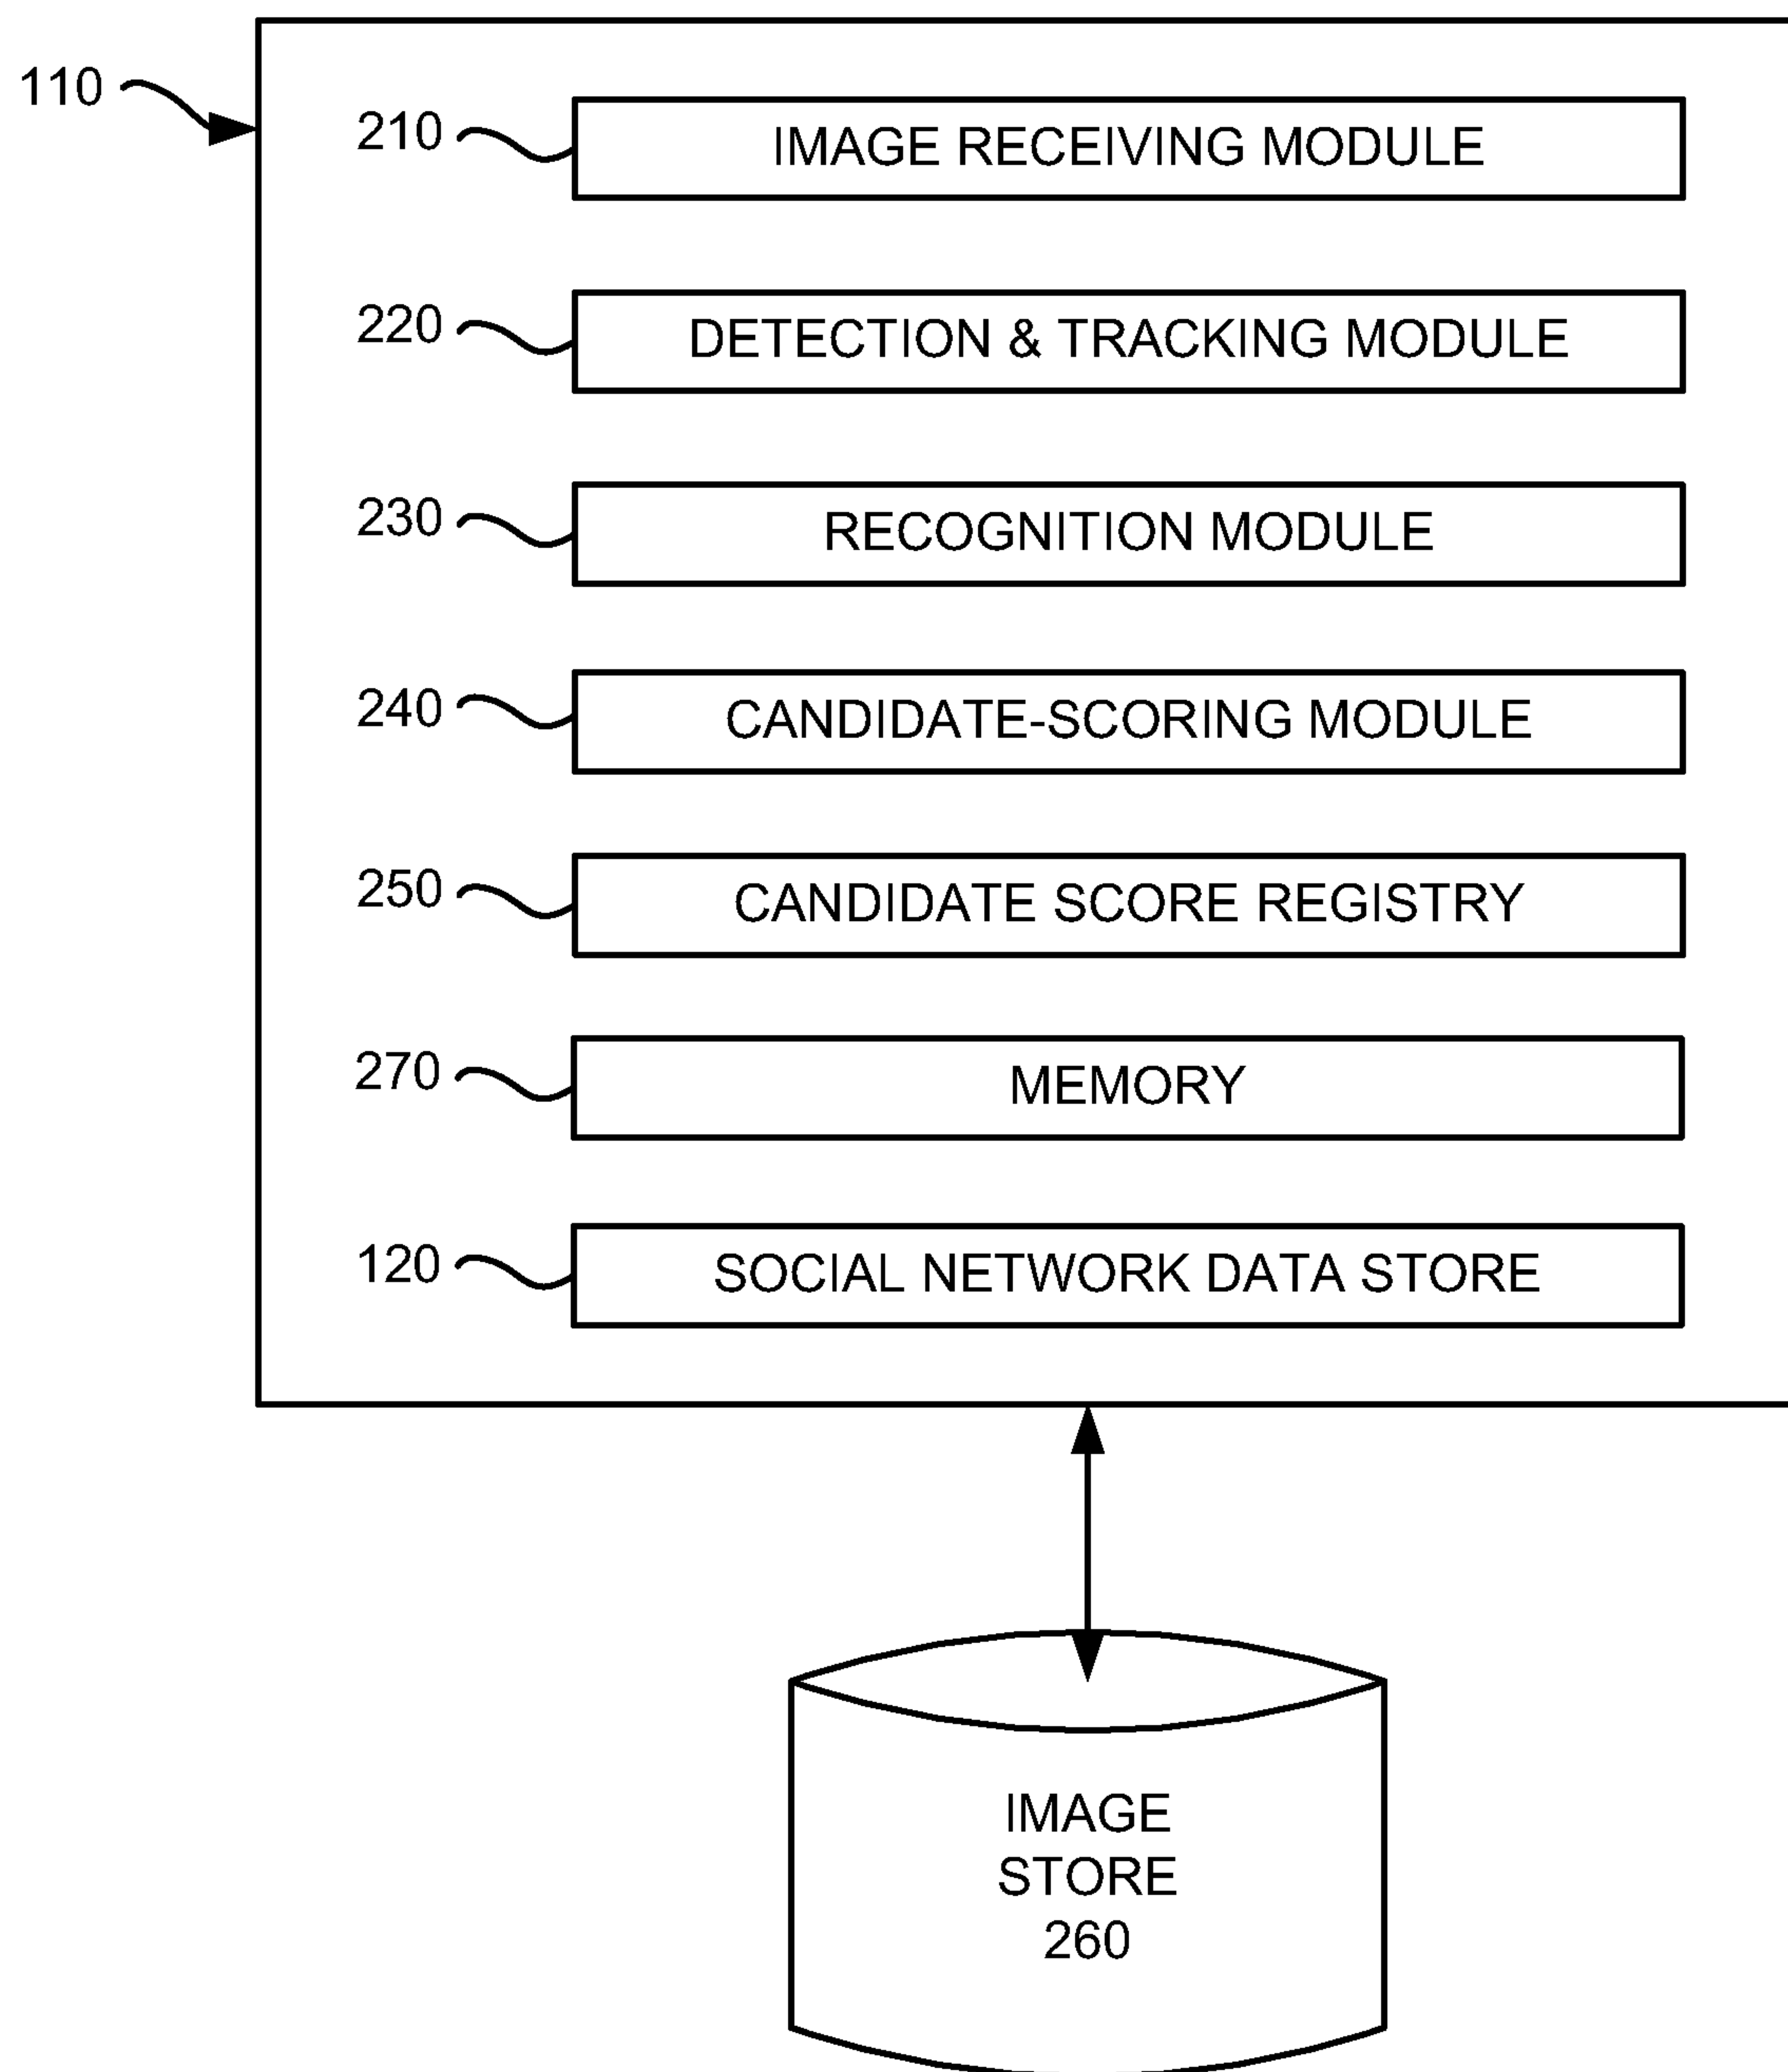 110
210 IMAGE RECEIVING MODULE
220 DETECTION & TRACKING MODULE
230 RECOGNITION MODULE
240 CANDIDATE-SCORING MODULE
250 CANDIDATE SCORE REGISTRY
270 MEMORY
120 SOCIAL NETWORK DATA STORE
IMAGE
STORE
260